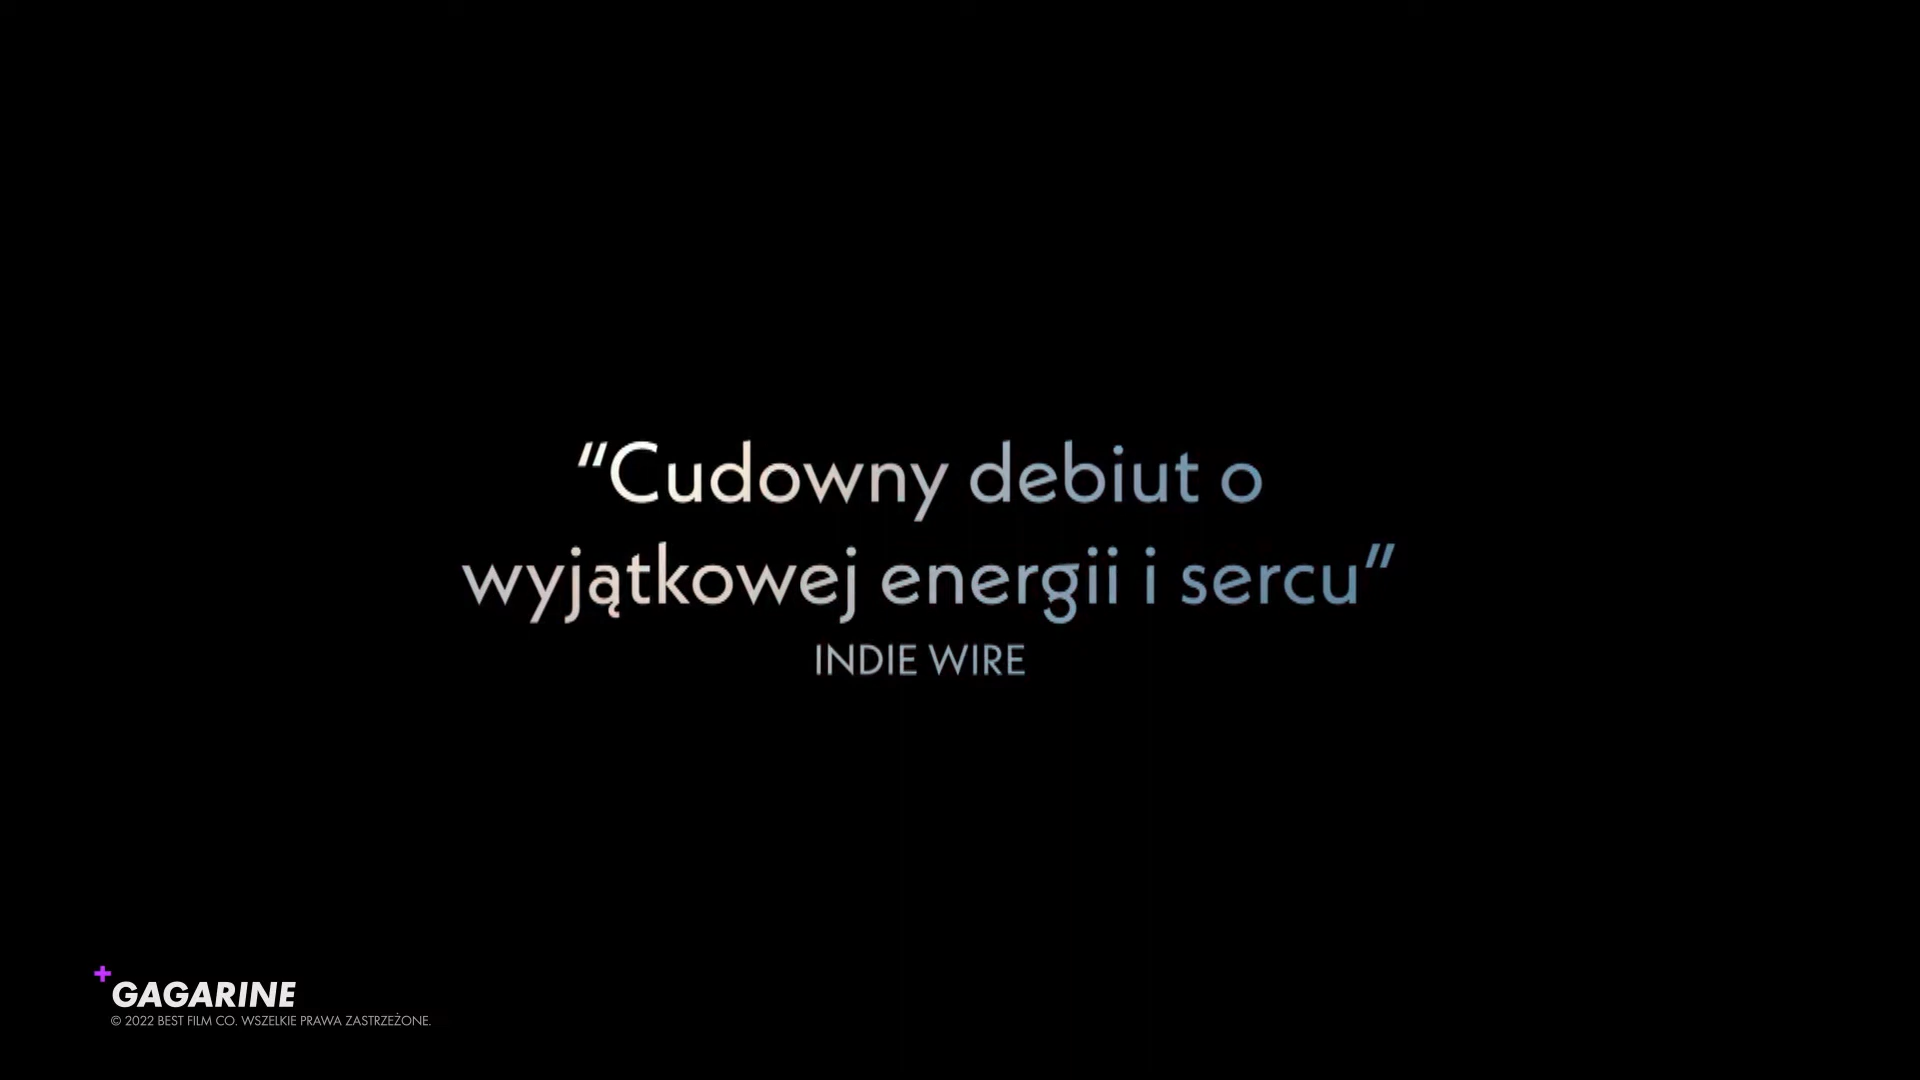 “Cudowny debiut o
wyjątkowej energii i sercu”
INDIE WIRE
+GAGARINE
© 2022 BEST FILM CO. WSZELKIE PRAWA ZASTRZEŻONE.